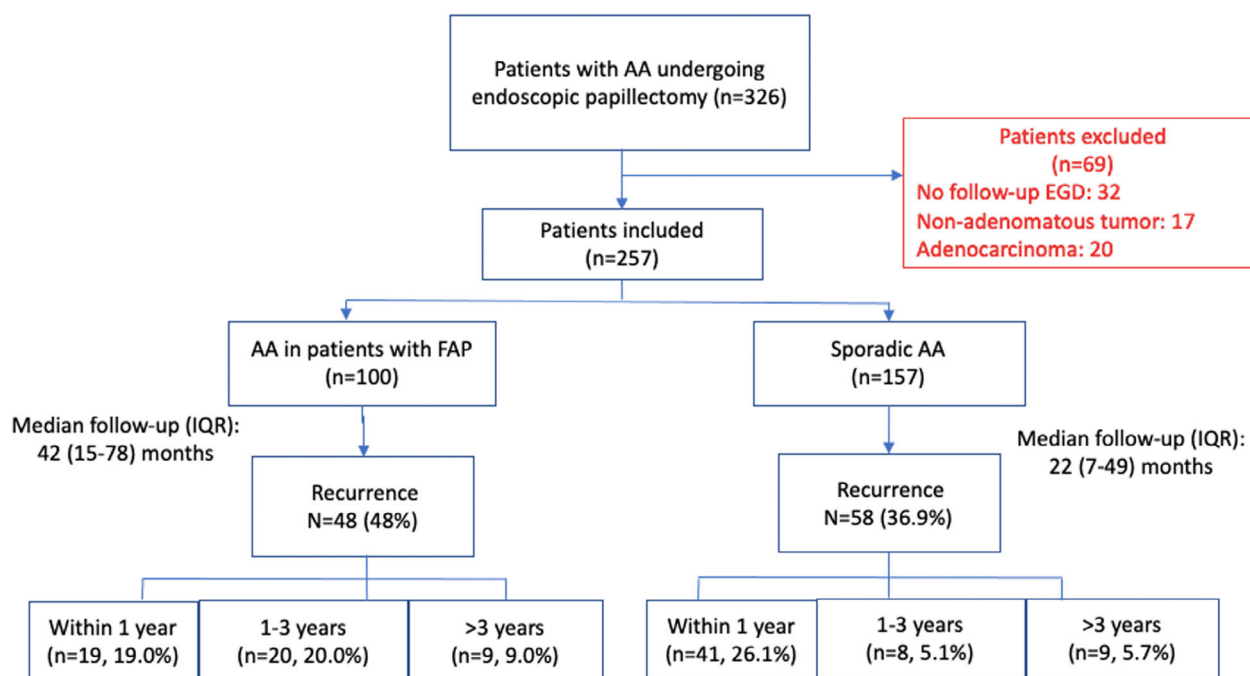 Patients with AA undergoing
endoscopic papillectomy (n=326)
Patients excluded
(n=69)
No follow-up EGD: 32
Non-adenomatous tumor: 17
Adenocarcinoma: 20
Patients included
(n=257)
AA in patients with FAP
(n=100)
Sporadic AA
(n=157)
Median follow-up (IQR):
42 (15-78) months
Median follow-up (IQR):
22 (7-49) months
Recurrence
N=48 (48%)
Recurrence
N=58 (36.9%)
Within 1 year
(n=19, 19.0%)
1-3 years
(n=20, 20.0%)
>3 years
(n=9, 9.0%)
Within 1 year
(n=41, 26.1%)
1-3 years
(n=8, 5.1%)
>3 years
(n=9, 5.7%)